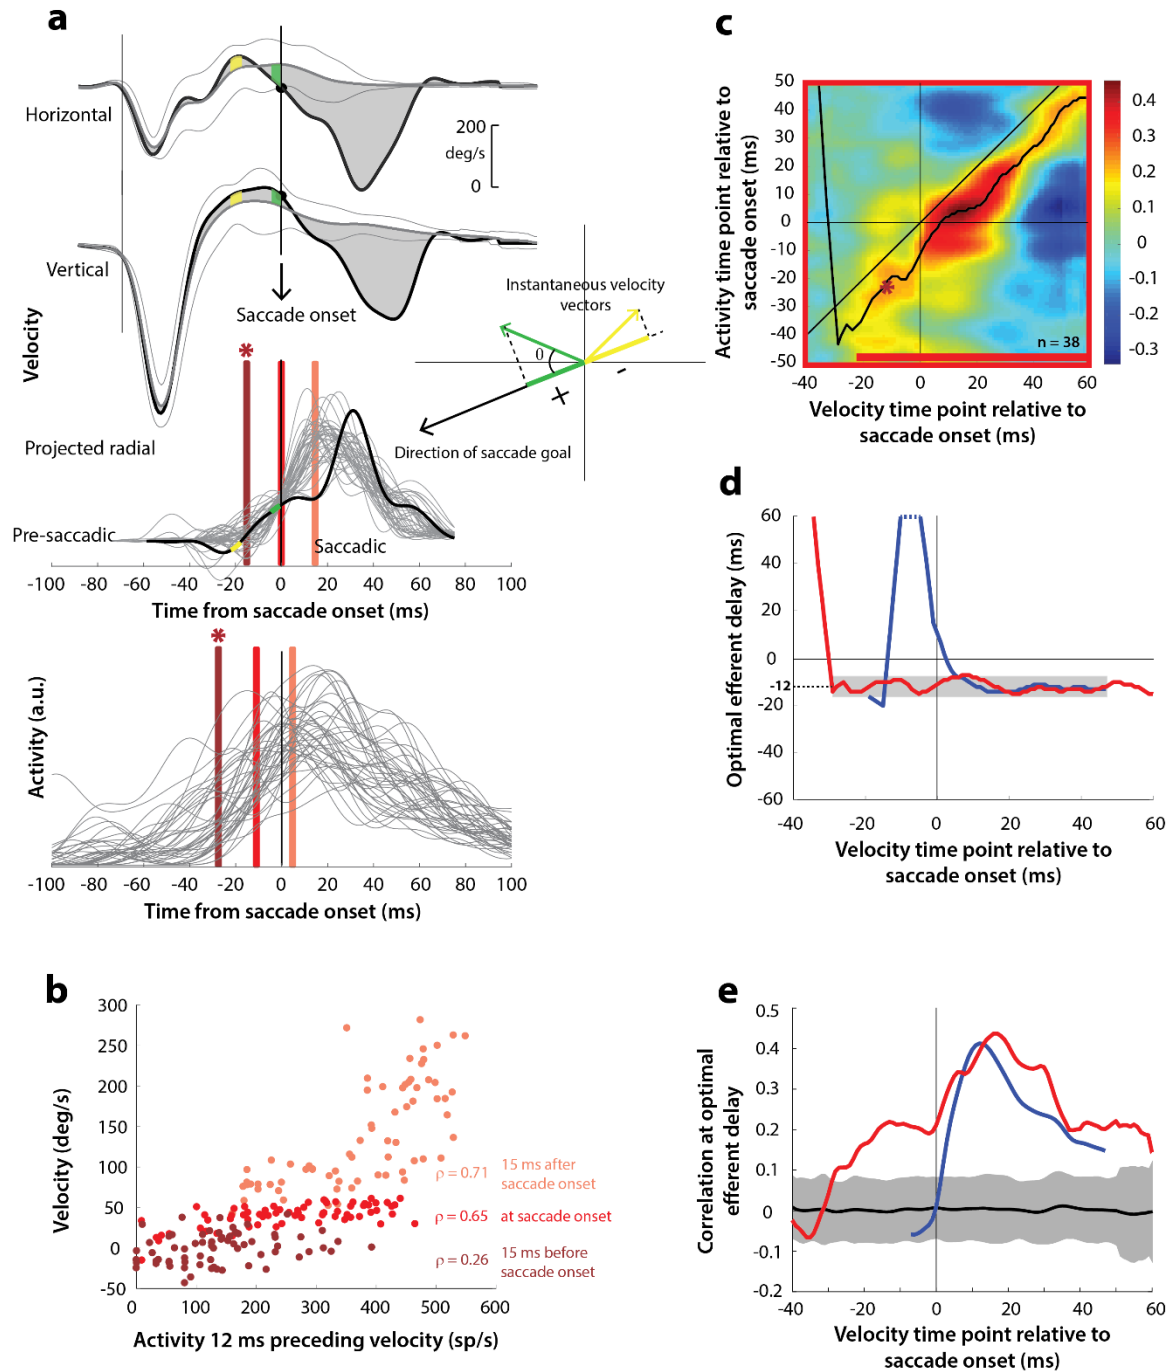 a
Horizontal
200
deg/s
0
Vertical
Saccade onset
Velocity
Instantaneous velocity
vectors
θ
+
-
Direction of saccade goal
*
Projected radial
Pre-saccadic
Saccadic
-100 -80 -60 -40 -20 0 20 40 60 80 100
Time from saccade onset (ms)
*
Activity (a.u.)
-100 -80 -60 -40 -20 0 20 40 60 80 100
Time from saccade onset (ms)
b
Velocity (deg/s)
300
250
200
150
100
50
0
-50
ρ = 0.71 15 ms after
saccade onset
ρ = 0.65 at saccade onset
ρ = 0.26 15 ms before
saccade onset
0 100 200 300 400 500 600
Activity 12 ms preceding velocity (sp/s)
c
Activity time point relative to
saccade onset (ms)
50
40
30
20
10
0
-10
-20
-30
-40
-50
*
n = 38
-40 -20 0 20 40 60
Velocity time point relative to
saccade onset (ms)
0.4
0.3
0.2
0.1
0
-0.1
-0.2
-0.3
d
Optimal efferent delay (ms)
60
40
20
0
-12
-20
-40
-60
-40 -20 0 20 40 60
Velocity time point relative to
saccade onset (ms)
e
Correlation at optimal
efferent delay
0.5
0.4
0.3
0.2
0.1
0
-0.1
-0.2
-40 -20 0 20 40 60
Velocity time point relative to
saccade onset (ms)